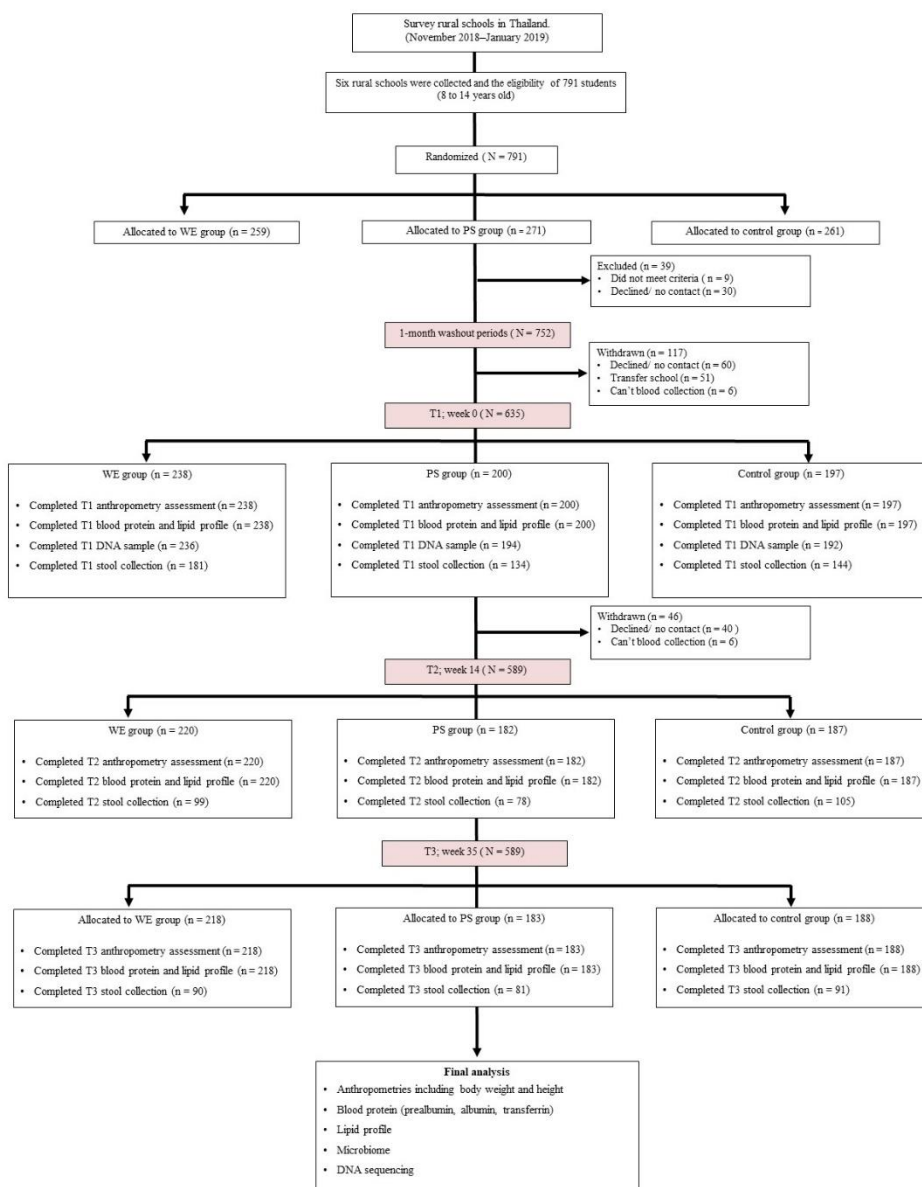 Survey rural schools in Thailand.
(November 2018–January 2019)
Six rural schools were collected and the eligibility of 791 students
(8 to 14 years old)
Randomized ( N = 791)
Allocated to WE group (n = 259)
Allocated to PS group (n = 271)
Allocated to control group (n = 261)
Excluded (n = 39)
• Did not meet criteria ( n = 9)
• Declined/ no contact (n = 30)
1-month washout periods ( N = 752)
Withdrawn (n = 117)
• Declined/ no contact (n = 60)
• Transfer school (n = 51)
• Can't blood collection (n = 6)
T1; week 0 ( N = 635)
WE group (n = 238)
• Completed T1 anthropometry assessment (n = 238)
• Completed T1 blood protein and lipid profile (n = 238)
• Completed T1 DNA sample (n = 236)
• Completed T1 stool collection (n = 181)
PS group (n = 200)
• Completed T1 anthropometry assessment (n = 200)
• Completed T1 blood protein and lipid profile (n = 200)
• Completed T1 DNA sample (n = 194)
• Completed T1 stool collection (n = 134)
Control group (n = 197)
• Completed T1 anthropometry assessment (n = 197)
• Completed T1 blood protein and lipid profile (n = 197)
• Completed T1 DNA sample (n = 192)
• Completed T1 stool collection (n = 144)
Withdrawn (n = 46)
• Declined/ no contact (n = 40 )
• Can't blood collection (n = 6)
T2; week 14 ( N = 589)
WE group (n = 220)
• Completed T2 anthropometry assessment (n = 220)
• Completed T2 blood protein and lipid profile (n = 220)
• Completed T2 stool collection (n = 99)
PS group (n = 182)
• Completed T2 anthropometry assessment (n = 182)
• Completed T2 blood protein and lipid profile (n = 182)
• Completed T2 stool collection (n = 78)
Control group (n = 187)
• Completed T2 anthropometry assessment (n = 187)
• Completed T2 blood protein and lipid profile (n = 187)
• Completed T2 stool collection (n = 105)
T3; week 35 ( N = 589)
Allocated to WE group (n = 218)
• Completed T3 anthropometry assessment (n = 218)
• Completed T3 blood protein and lipid profile (n = 218)
• Completed T3 stool collection (n = 90)
Allocated to PS group (n = 183)
• Completed T3 anthropometry assessment (n = 183)
• Completed T3 blood protein and lipid profile (n = 183)
• Completed T3 stool collection (n = 81)
Allocated to control group (n = 188)
• Completed T3 anthropometry assessment (n = 188)
• Completed T3 blood protein and lipid profile (n = 188)
• Completed T3 stool collection (n = 91)
Final analysis
• Anthropometries including body weight and height
• Blood protein (prealbumin, albumin, transferrin)
• Lipid profile
• Microbiome
• DNA sequencing